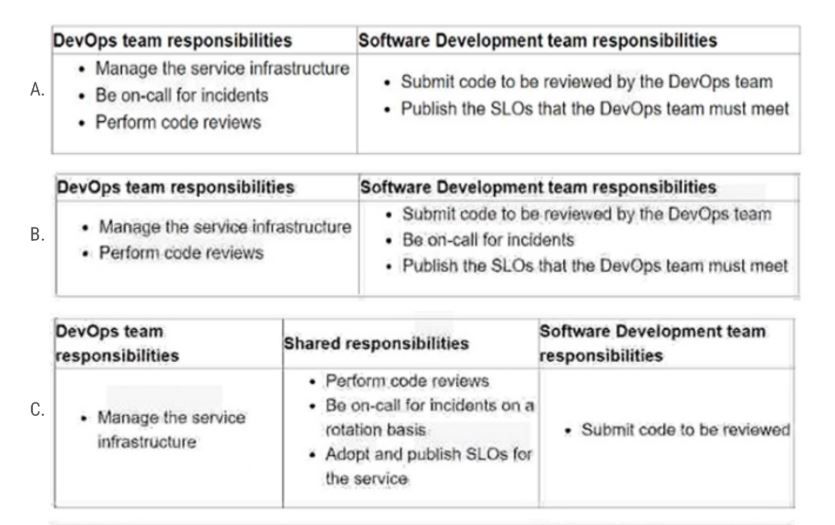 DevOps team responsibilities
Software Development team responsibilities
A.
• Manage the service infrastructure
• Be on-call for incidents
• Perform code reviews
• Submit code to be reviewed by the DevOps team
• Publish the SLOs that the DevOps team must meet
DevOps team responsibilities
Software Development team responsibilities
B.
• Manage the service infrastructure
• Perform code reviews
• Submit code to be reviewed by the DevOps team
• Be on-call for incidents
• Publish the SLOs that the DevOps team must meet
DevOps team
responsibilities
Shared responsibilities
Software Development team
responsibilities
C.
• Manage the service
infrastructure
• Perform code reviews
• Be on-call for incidents on a
rotation basis
• Adopt and publish SLOs for
the service
• Submit code to be reviewed